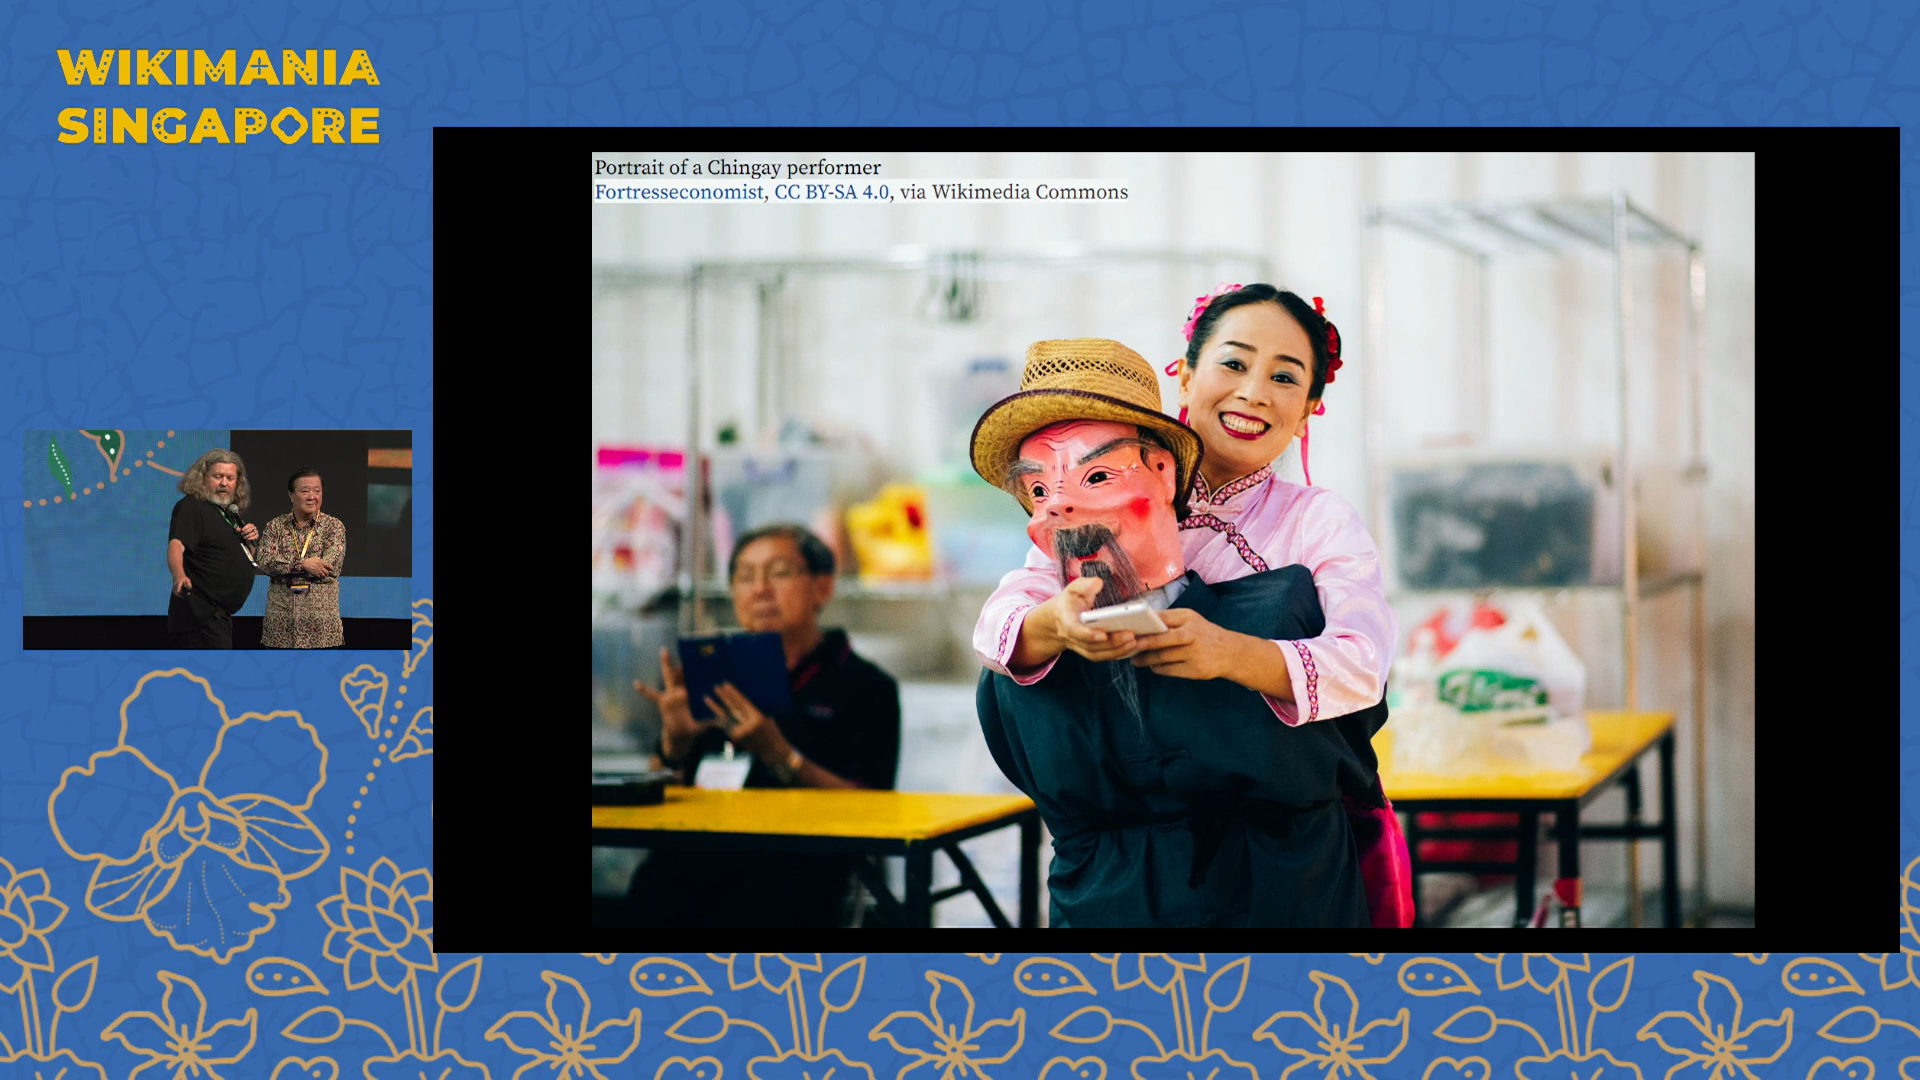 WIKIMANIA
SINGAPORE
Portrait of a Chingay performer
Fortresseconomist, CC BY-SA 4.0, via Wikimedia Commons